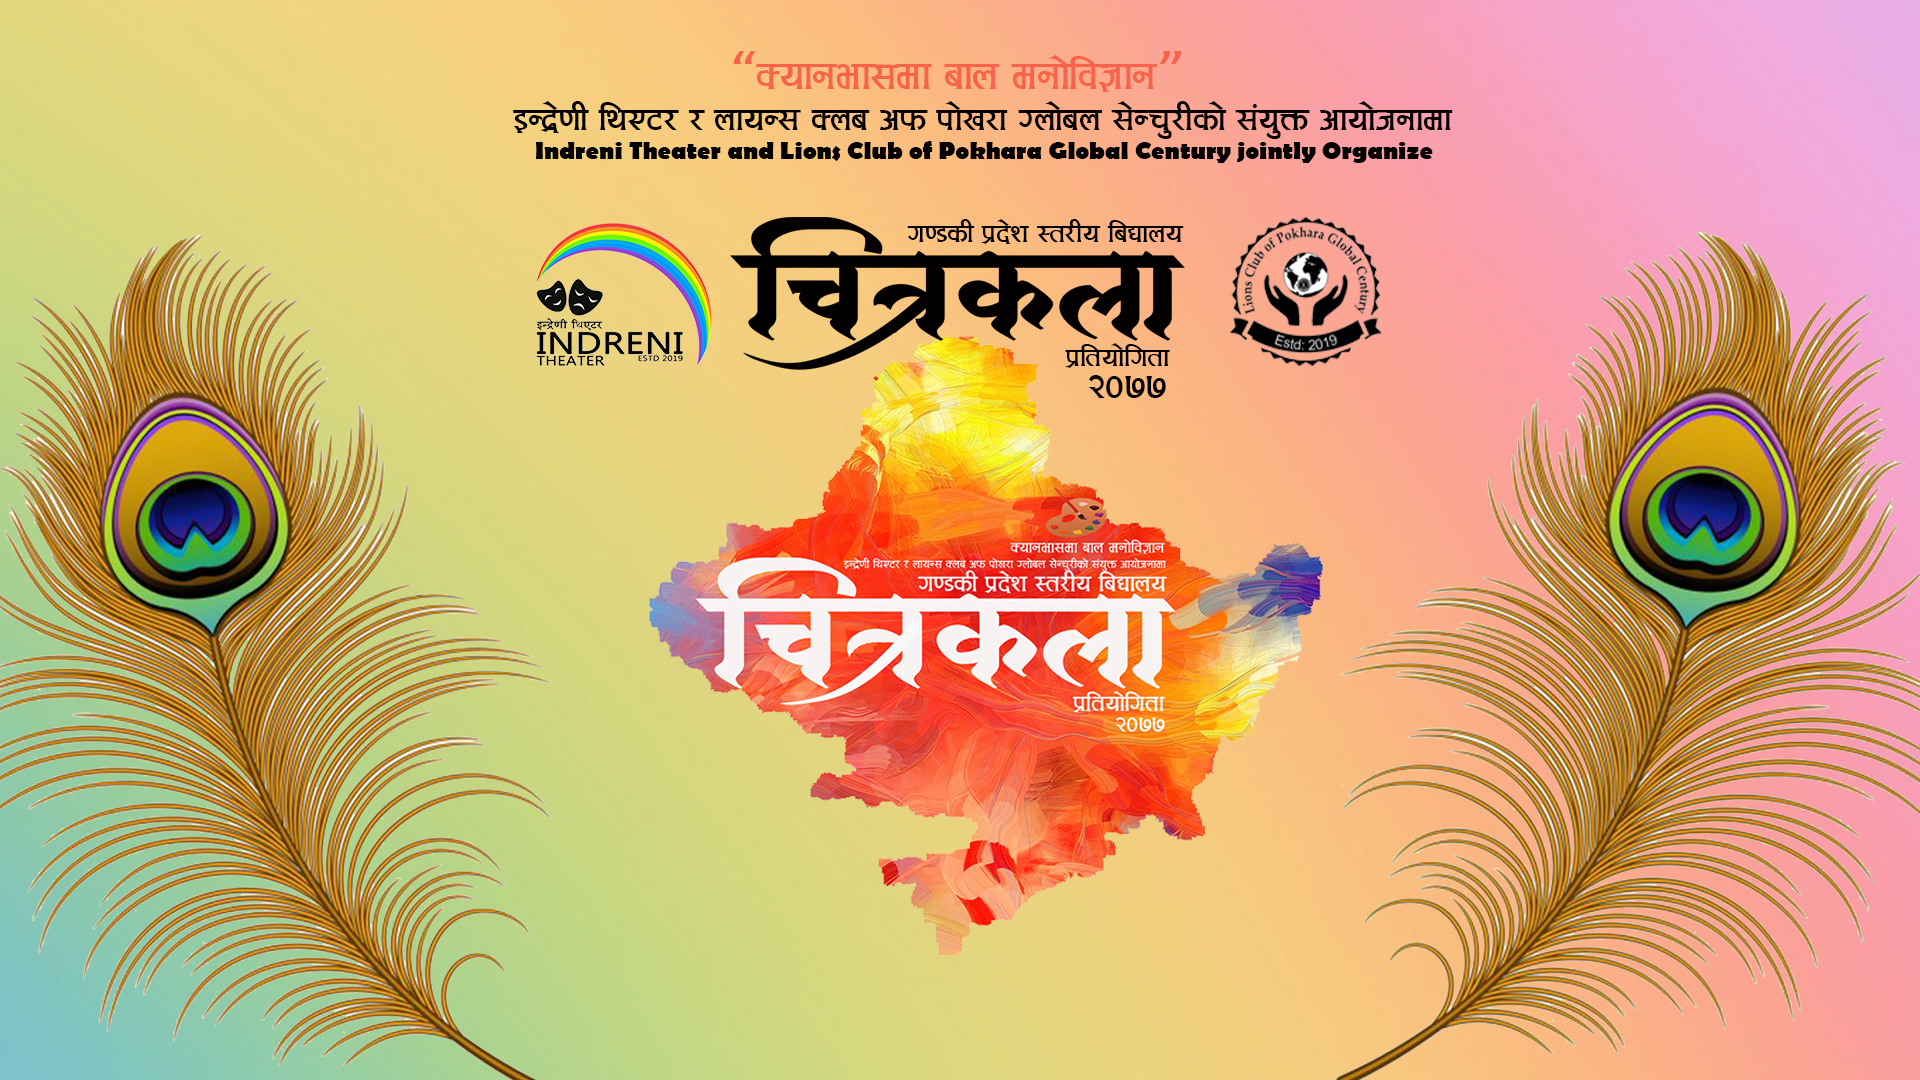 “क्यानभासमा बाल मनोविज्ञान”
इन्द्रेणी थिएटर र लायन्स क्लब अफ पोखरा ग्लोबल सेन्चुरीको संयुक्त आयोजनामा
Indreni Theater and Lions Club of Pokhara Global Century jointly Organize
इन्द्रेणी थिएटर
INDRENI
THEATER
ESTD 2019
गण्डकी प्रदेश स्तरीय बिद्यालय
चित्रकला
प्रतियोगिता
२०७७
Lions Club of Pokhara Global Century
Estd: 2019
क्यानभासमा बाल मनोविज्ञान
इन्द्रेणी थिएटर र लायन्स क्लब अफ पोखरा ग्लोबल सेन्चुरीको संयुक्त आयोजनामा
गण्डकी प्रदेश स्तरीय बिद्यालय
चित्रकला
प्रतियोगिता
२०७७